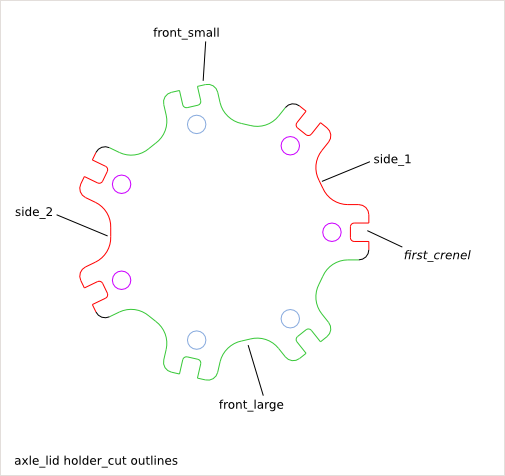 front_small
side_1
side_2
first_crenel
front_large
axle_lid holder_cut outlines